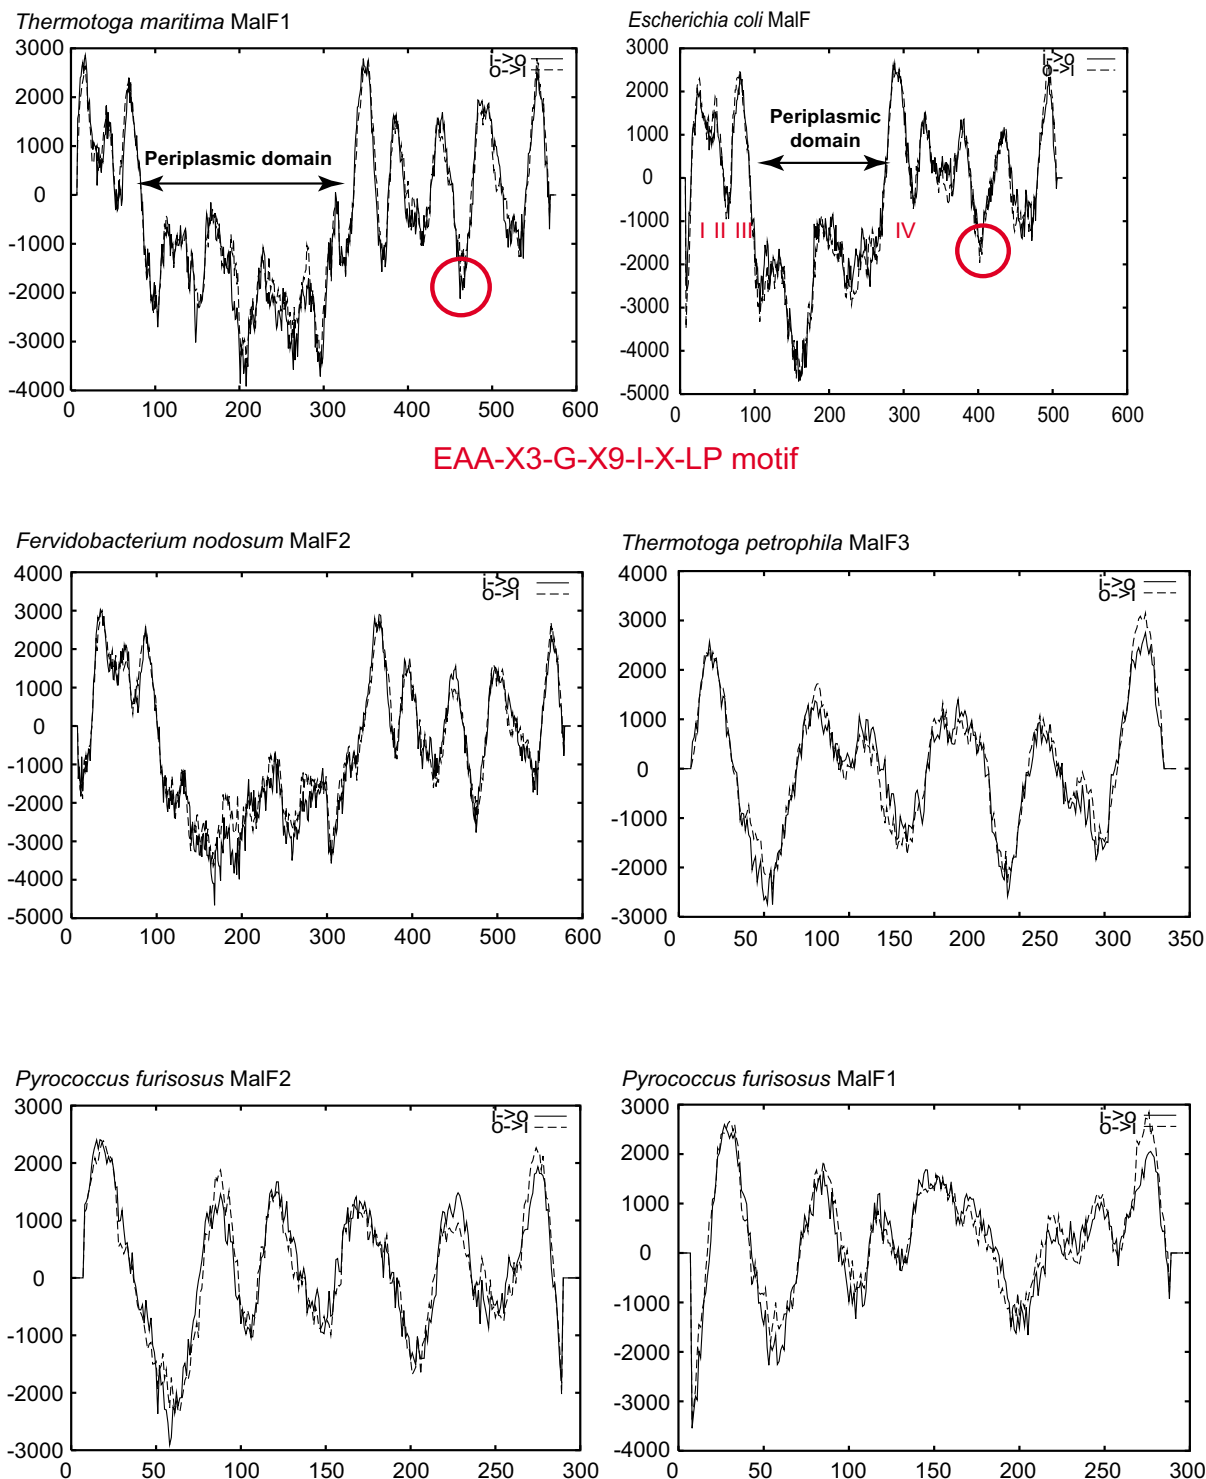 Thermotoga maritima MalF1
3000
2000
1000
0
-1000
-2000
-3000
-4000
0 100 200 300 400 500 600
i->o
o->i
Periplasmic domain
Escherichia coli MalF
3000
2000
1000
0
-1000
-2000
-3000
-4000
-5000
0 100 200 300 400 500 600
i->o
o->i
Periplasmic
domain
I II III IV
EAA-X3-G-X9-I-X-LP motif
Fervidobacterium nodosum MalF2
4000
3000
2000
1000
0
-1000
-2000
-3000
-4000
-5000
0 100 200 300 400 500 600
i->o
o->i
Thermotoga petrophila MalF3
4000
3000
2000
1000
0
-1000
-2000
-3000
0 50 100 150 200 250 300 350
i->o
o->i
Pyrococcus furisosus MalF2
3000
2000
1000
0
-1000
-2000
-3000
0 50 100 150 200 250 300
i->o
o->i
Pyrococcus furisosus MalF1
3000
2000
1000
0
-1000
-2000
-3000
-4000
0 50 100 150 200 250 300
i->o
o->i